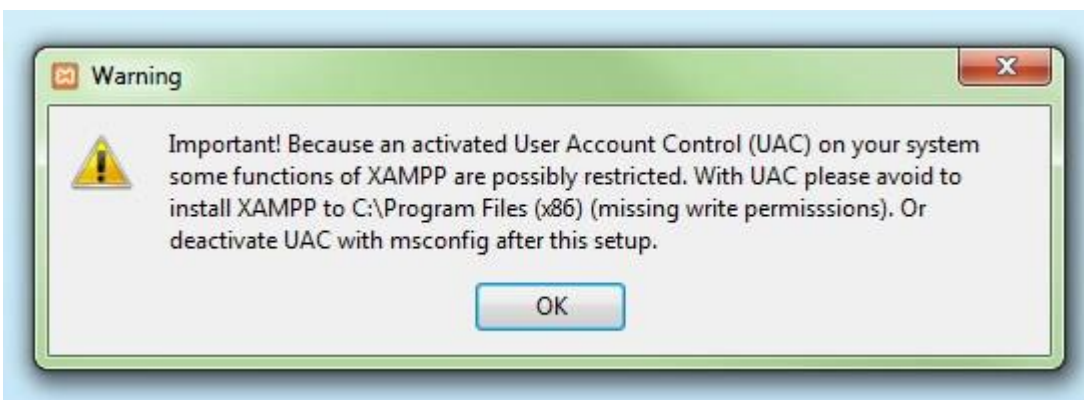 Warning
Important! Because an activated User Account Control (UAC) on your system
some functions of XAMPP are possibly restricted. With UAC please avoid to
install XAMPP to C:\Program Files (x86) (missing write permisssions). Or
deactivate UAC with msconfig after this setup.
OK